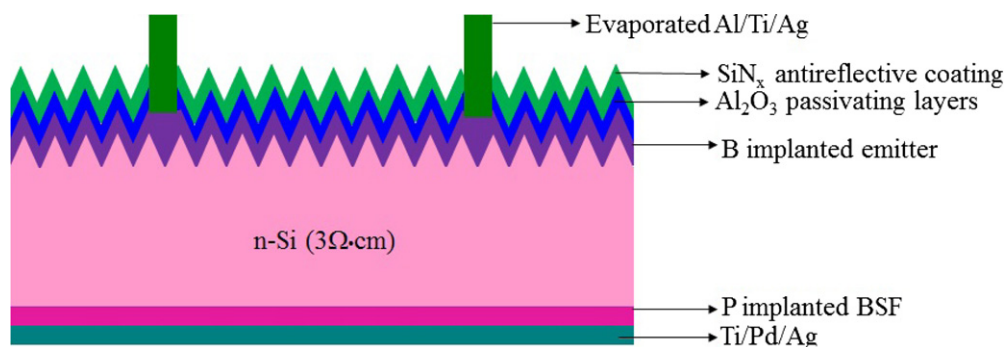 Evaporated Al/Ti/Ag
SiNx antireflective coating
Al2O3 passivating layers
B implanted emitter
n-Si (3Ω·cm)
P implanted BSF
Ti/Pd/Ag